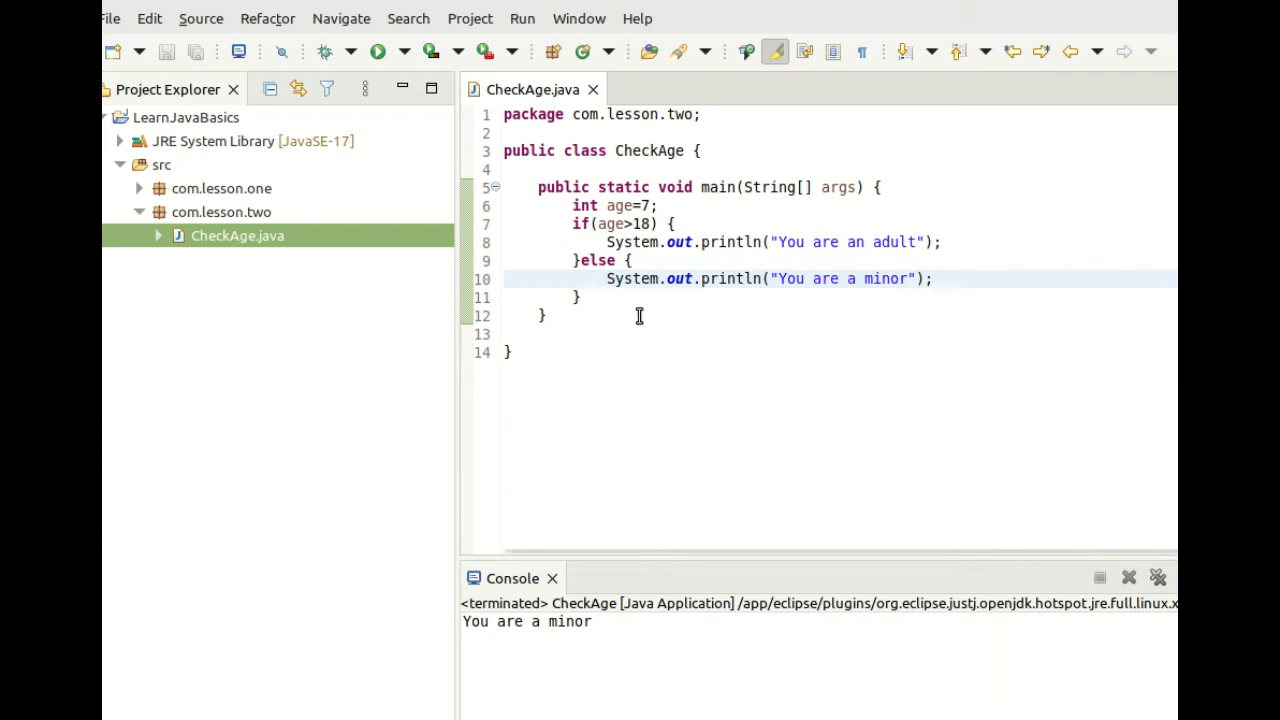 File Edit Source Refactor Navigate Search Project Run Window Help
Project Explorer
LearnJavaBasics
JRE System Library [JavaSE-17]
src
com.lesson.one
com.lesson.two
CheckAge.java
CheckAge.java
1 package com.lesson.two;
2
3 public class CheckAge {
4
5 public static void main(String[] args) {
6 int age=7;
7 if(age>18) {
8 System.out.println("You are an adult");
9 }else {
10 System.out.println("You are a minor");
11 }
12 }
13
14 }
Console
<terminated> CheckAge [Java Application] /app/eclipse/plugins/org.eclipse.justj.openjdk.hotspot.jre.full.linux.x
You are a minor